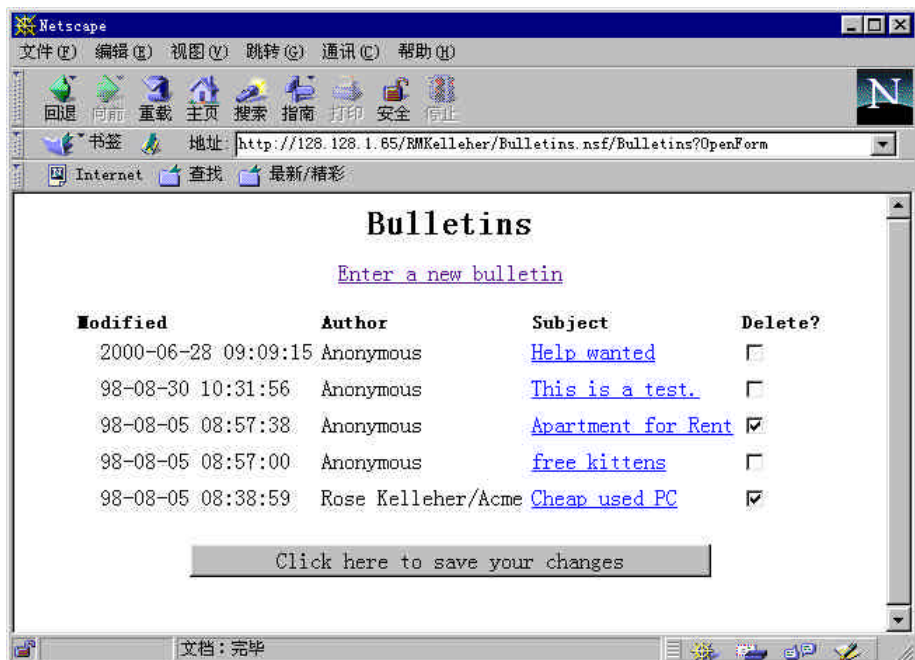 Netscape
文件(F) 编辑(E) 视图(V) 跳转(G) 通讯(C) 帮助(H)
回退 向前 重载 主页 搜索 指南 打印 安全 停止
N
书签 地址: http://128.128.1.65/RMKelleher/Bulletins.nsf/Bulletins?OpenForm
Internet 查找 最新/精彩
Bulletins
Enter a new bulletin
Modified Author Subject Delete?
2000-06-28 09:09:15 Anonymous Help wanted
98-08-30 10:31:56 Anonymous This is a test.
98-08-05 08:57:38 Anonymous Apartment for Rent
98-08-05 08:57:00 Anonymous free kittens
98-08-05 08:38:59 Rose Kelleher/Acme Cheap used PC
Click here to save your changes
文档：完毕